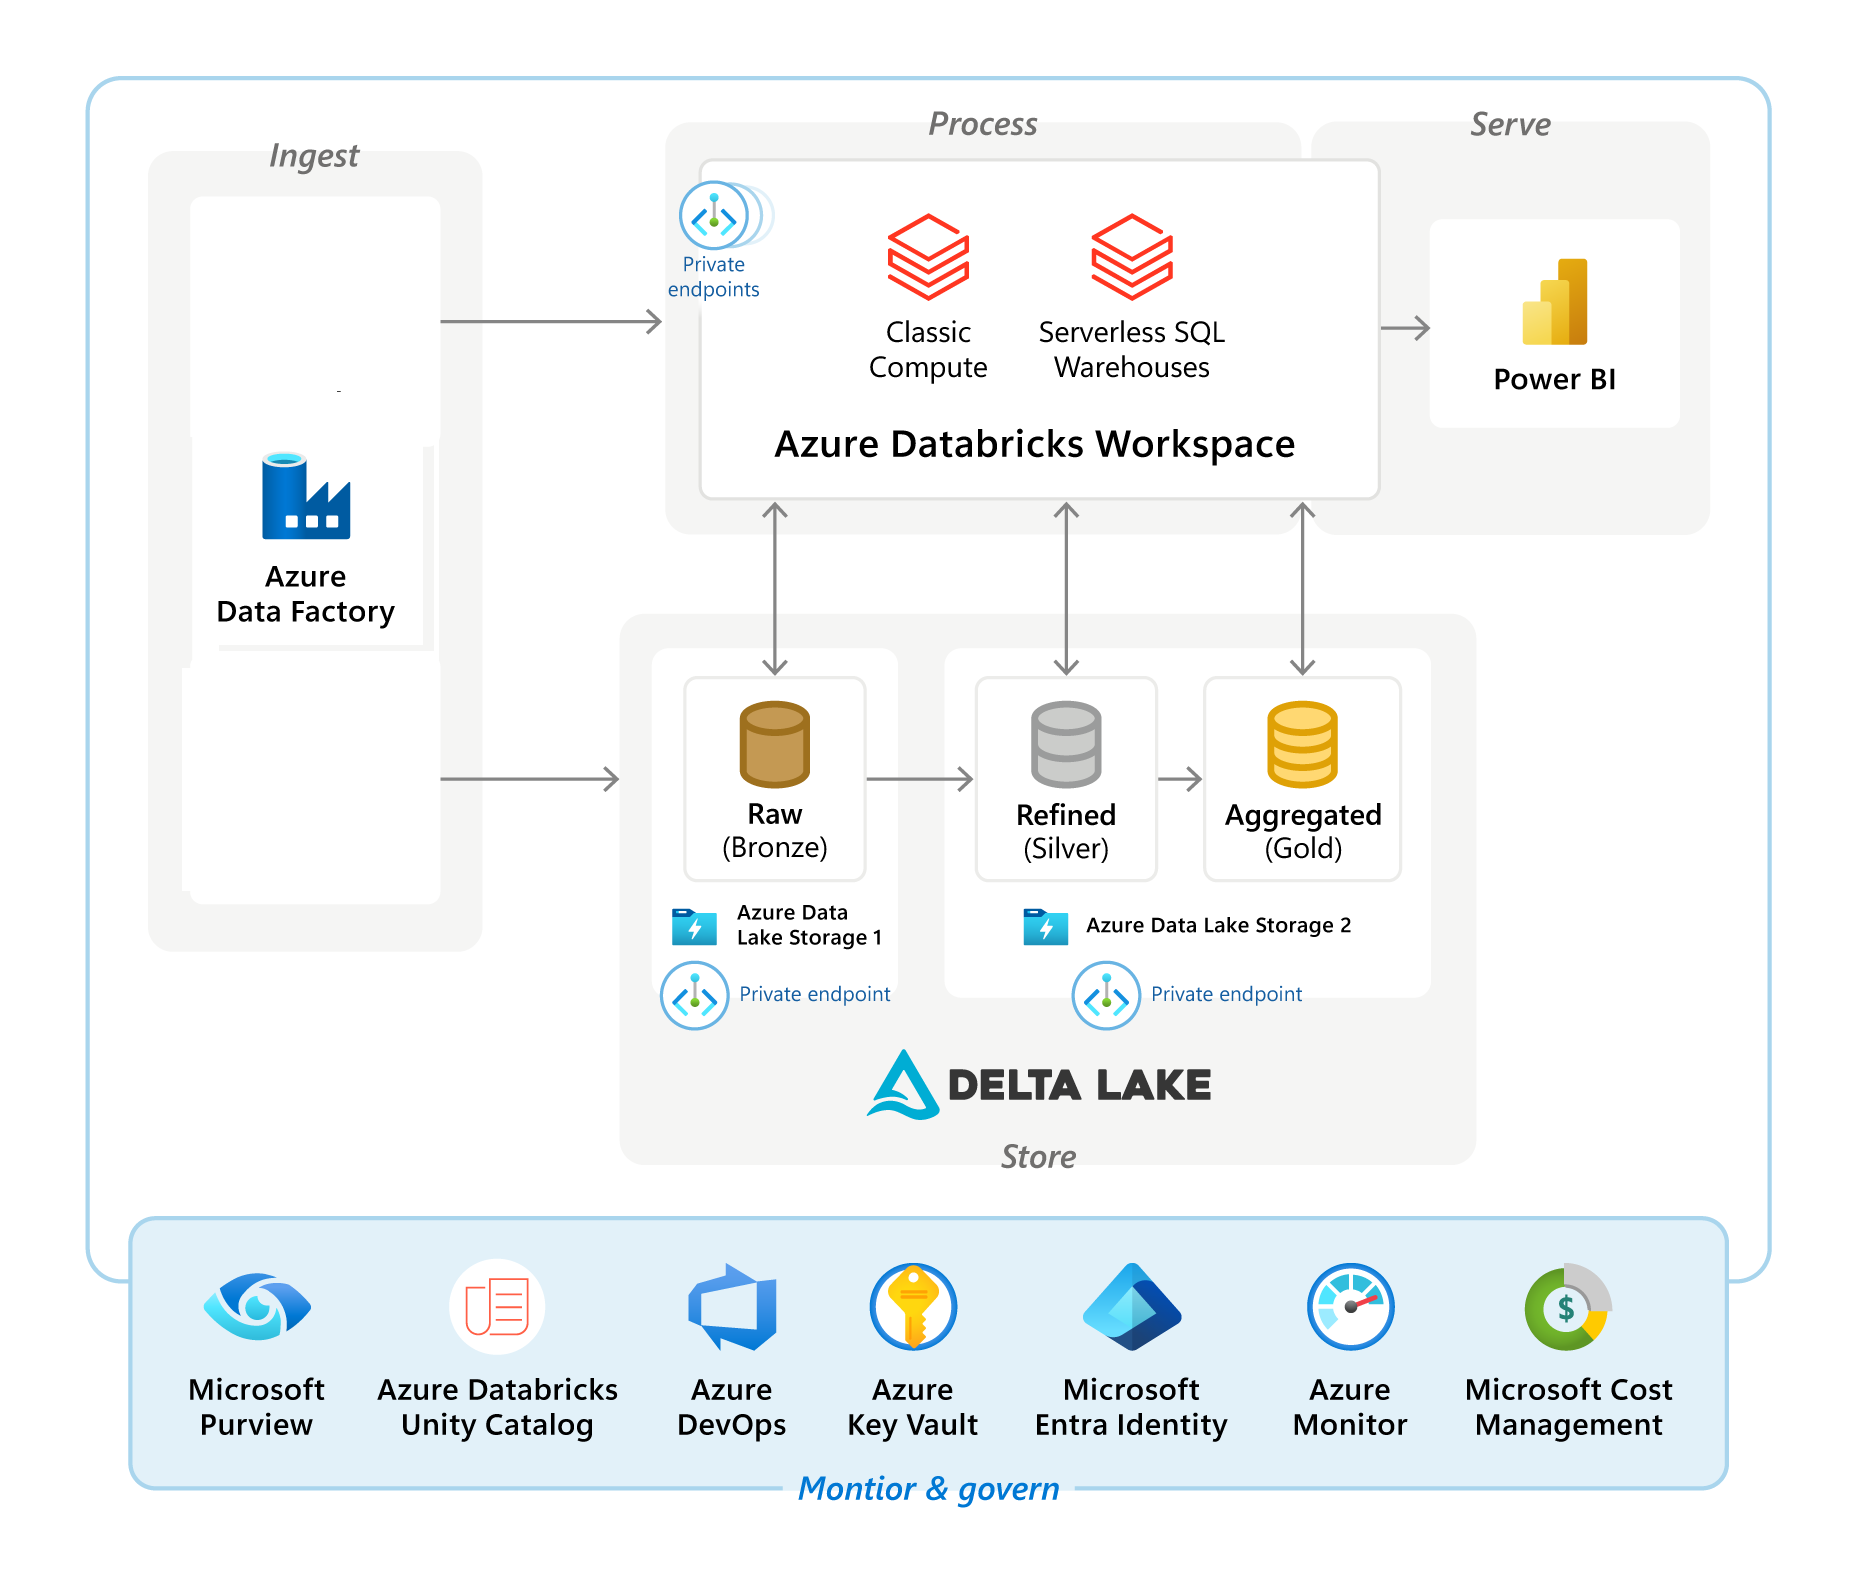 Ingest
Process
Serve
Private
endpoints
Classic
Compute
Serverless SQL
Warehouses
Azure Databricks Workspace
Power BI
Azure
Data Factory
Raw
(Bronze)
Refined
(Silver)
Aggregated
(Gold)
Azure Data
Lake Storage 1
Azure Data Lake Storage 2
Private endpoint
Private endpoint
DELTA LAKE
Store
Microsoft
Purview
Azure Databricks
Unity Catalog
Azure
DevOps
Azure
Key Vault
Microsoft
Entra Identity
Azure
Monitor
$
Microsoft Cost
Management
Montior & govern